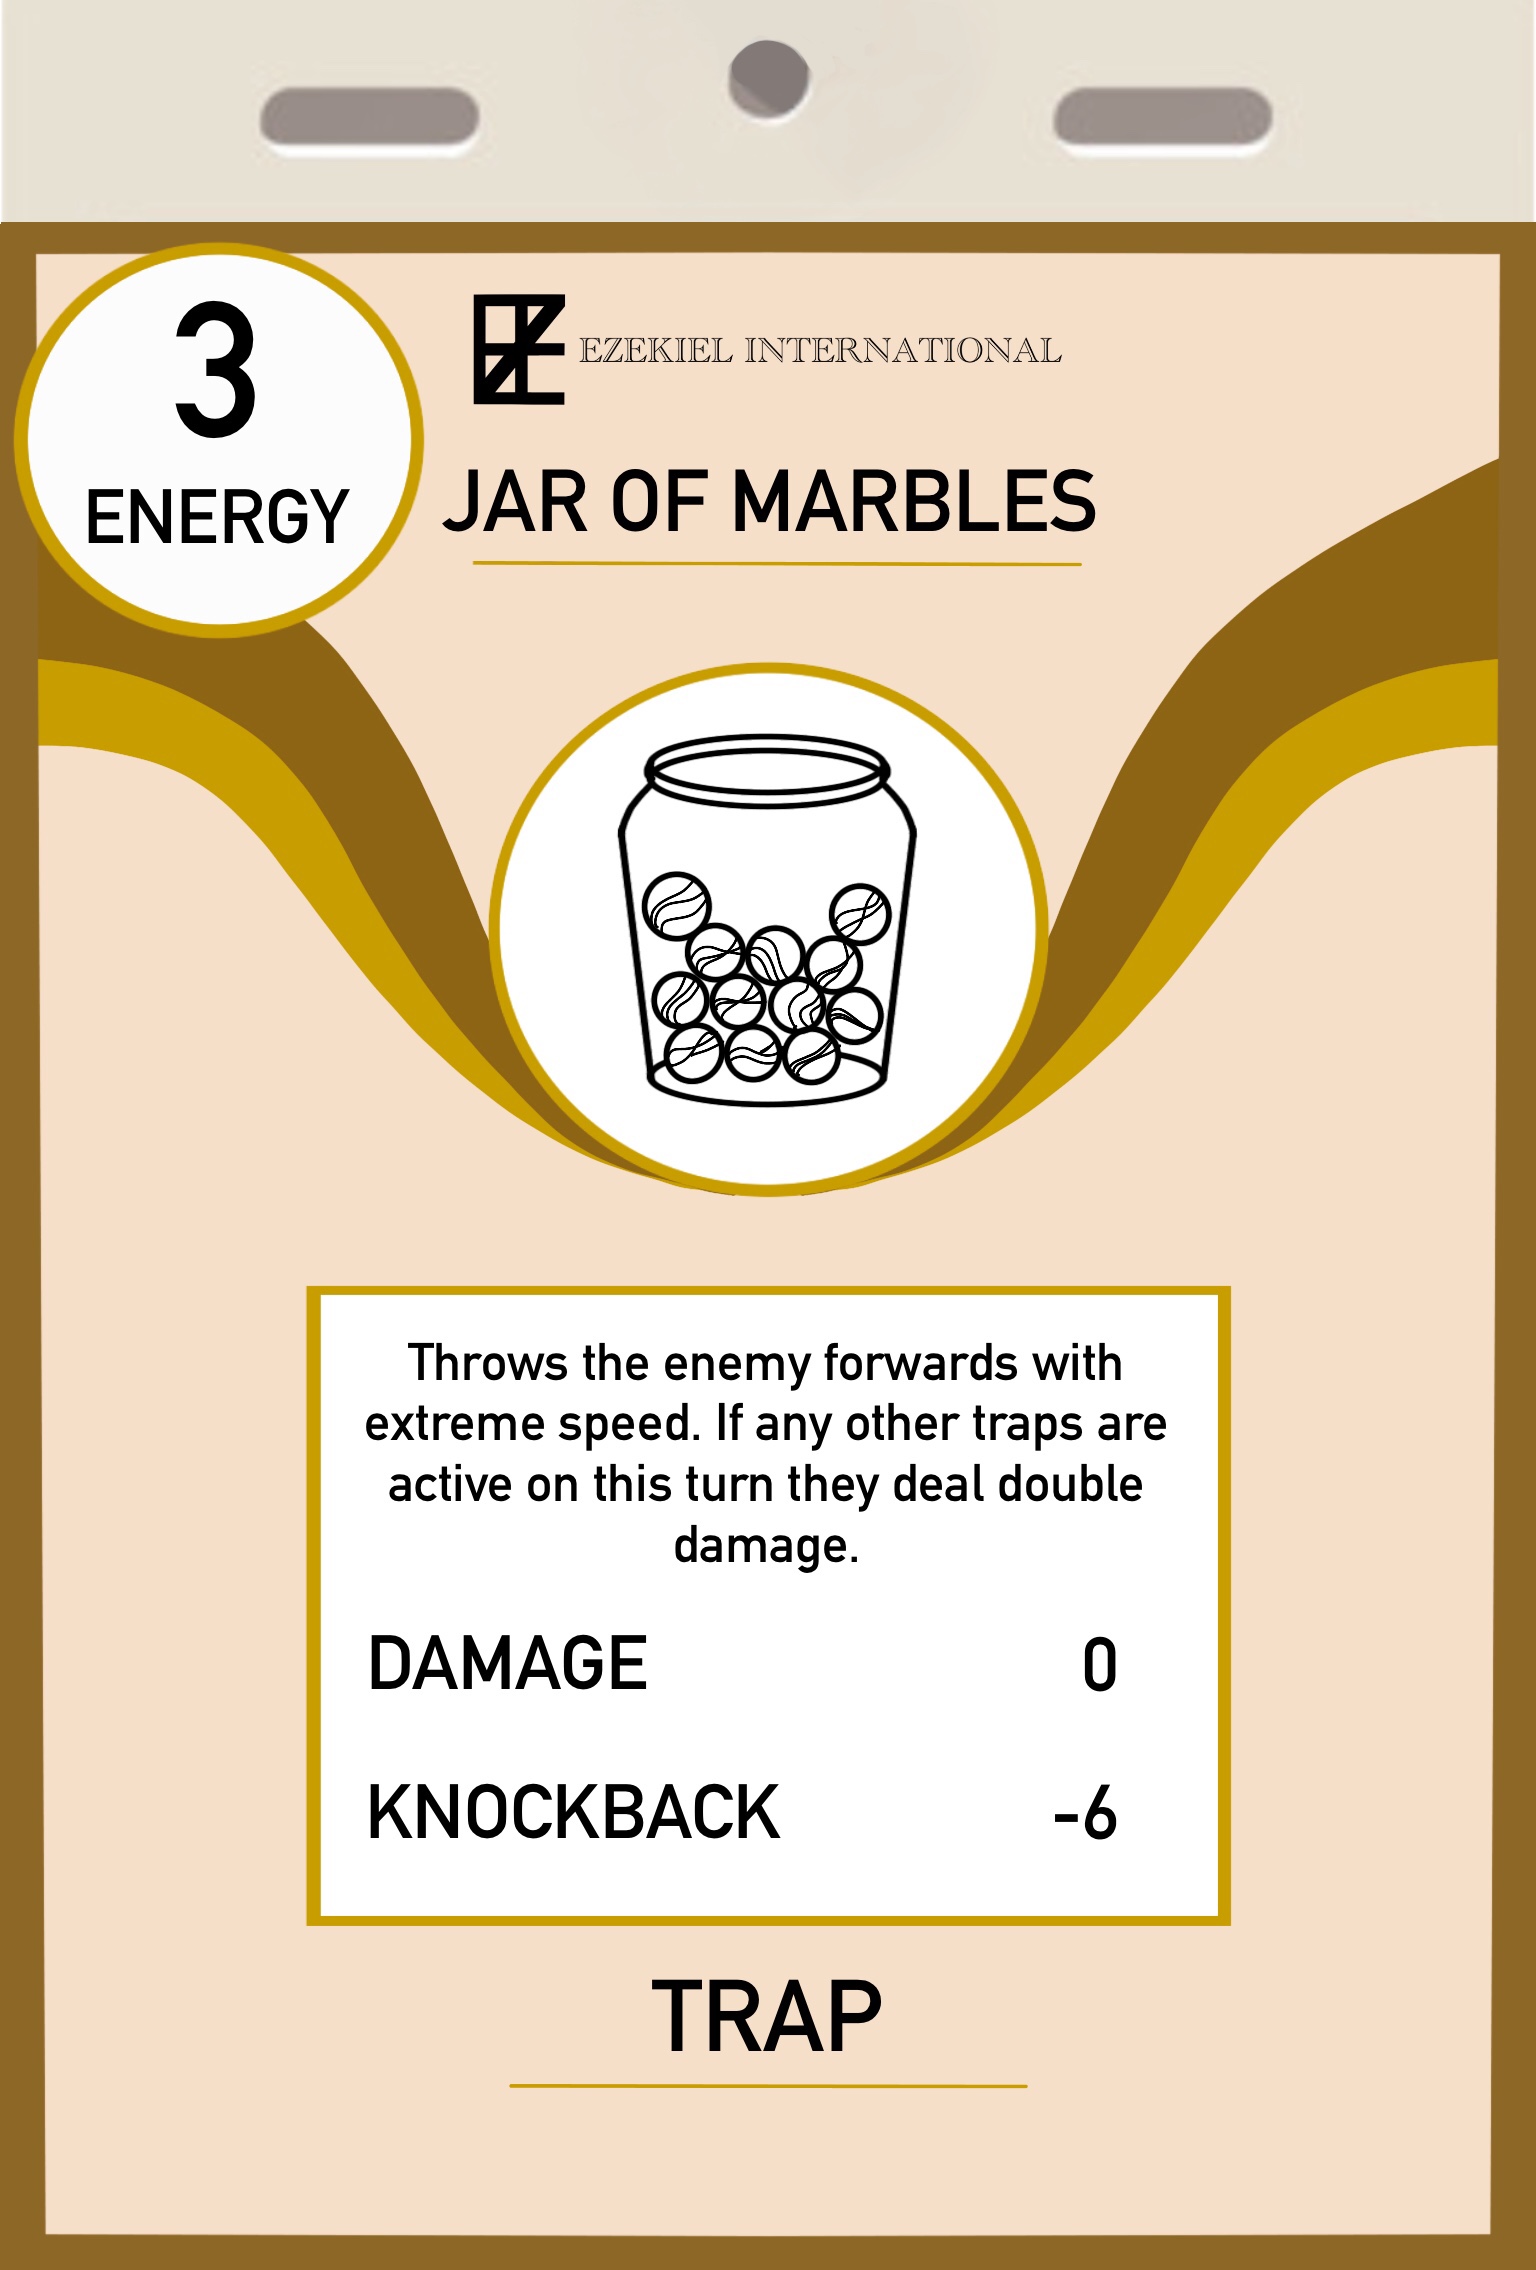 3
ENERGY
EZEKIEL INTERNATIONAL
JAR OF MARBLES
Throws the enemy forwards with
extreme speed. If any other traps are
active on this turn they deal double
damage.
DAMAGE 0
KNOCKBACK -6
TRAP